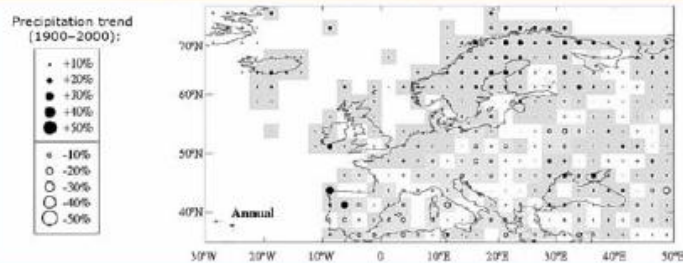 Precipitation trend
(1900–2000):
+10%
+20%
+30%
+40%
+50%
-10%
-20%
-30%
-40%
-50%
70°N
60°N
50°N
40°N
Annual
30°W
20°W
10°W
0
10°E
20°E
30°E
40°E
50°E